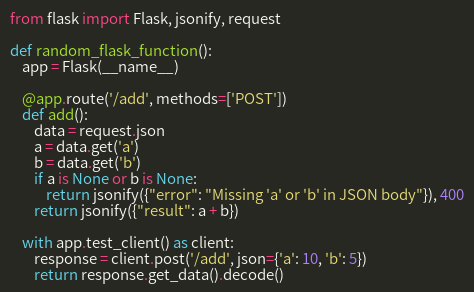 from flask import Flask, jsonify, request

def random_flask_function():
    app = Flask(__name__)

    @app.route('/add', methods=['POST'])
    def add():
        data = request.json
        a = data.get('a')
        b = data.get('b')
        if a is None or b is None:
            return jsonify({"error": "Missing 'a' or 'b' in JSON body"}), 400
        return jsonify({"result": a + b})

    with app.test_client() as client:
        response = client.post('/add', json={'a': 10, 'b': 5})
        return response.get_data().decode()